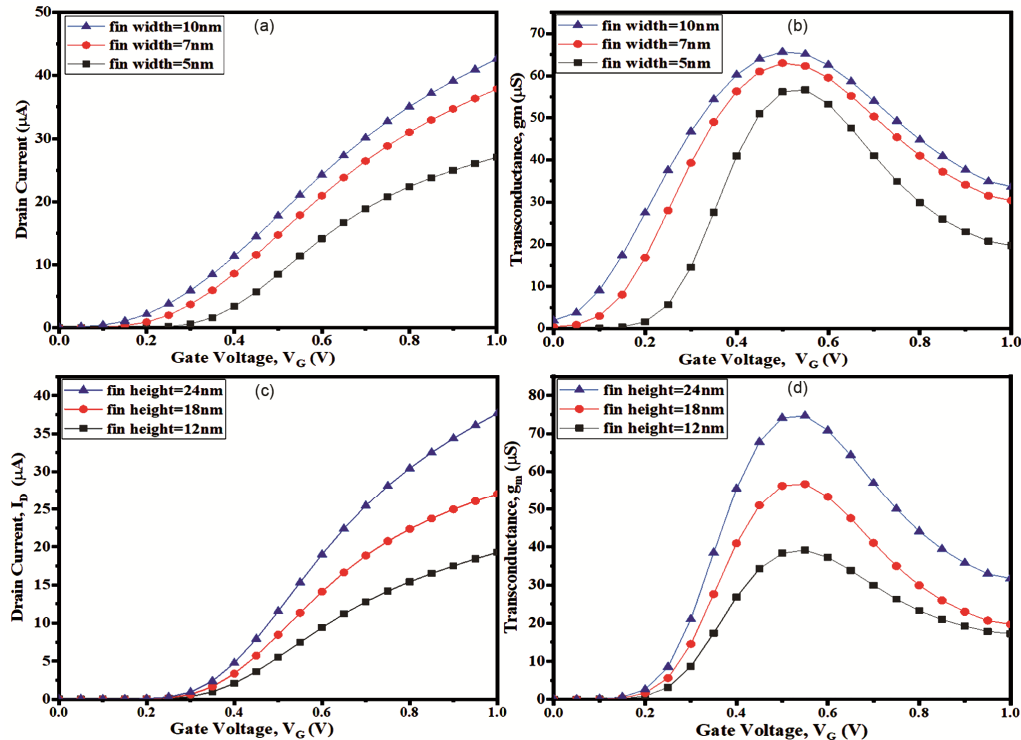 (a)
fin width=10nm
fin width=7nm
fin width=5nm
Drain Current (μA)
50
40
30
20
10
0
0.0 0.2 0.4 0.6 0.8 1.0
Gate Voltage, VG (V)
(b)
fin width=10nm
fin width=7nm
fin width=5nm
Transconductance, gm (μS)
70
60
50
40
30
20
10
0
0.0 0.2 0.4 0.6 0.8 1.0
Gate Voltage, VG (V)
(c)
fin height=24nm
fin height=18nm
fin height=12nm
Drain Current, ID (μA)
40
35
30
25
20
15
10
5
0
0.0 0.2 0.4 0.6 0.8 1.0
Gate Voltage, VG (V)
(d)
fin height=24nm
fin height=18nm
fin height=12nm
Transconductance, gm (μS)
80
70
60
50
40
30
20
10
0
0.0 0.2 0.4 0.6 0.8 1.0
Gate Voltage, VG (V)